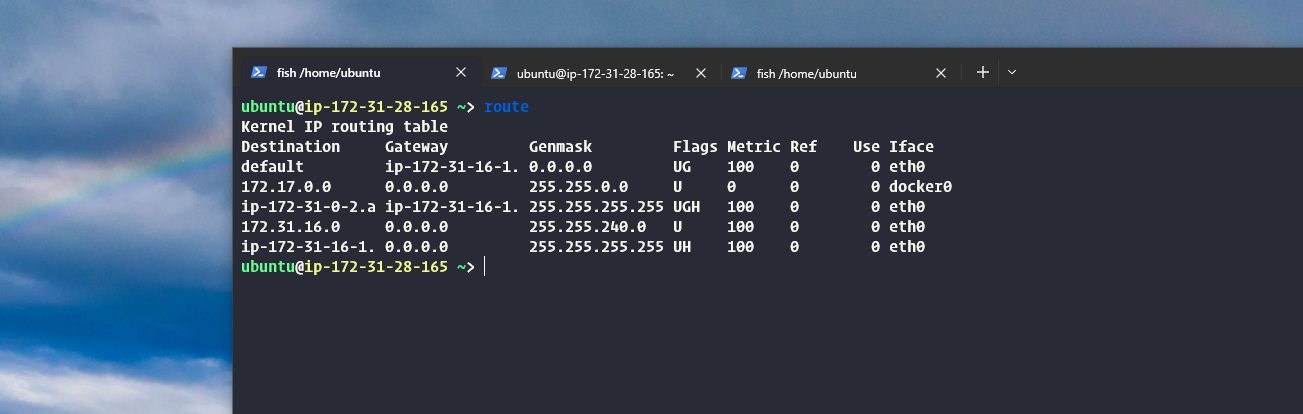 fish /home/ubuntu ubuntu@ip-172-31-28-165: ~ fish /home/ubuntu
ubuntu@ip-172-31-28-165 ~> route
Kernel IP routing table
Destination Gateway Genmask Flags Metric Ref Use Iface
default ip-172-31-16-1. 0.0.0.0 UG 100 0 0 eth0
172.17.0.0 0.0.0.0 255.255.0.0 U 0 0 0 docker0
ip-172-31-0-2.a ip-172-31-16-1. 255.255.255.255 UGH 100 0 0 eth0
172.31.16.0 0.0.0.0 255.255.240.0 U 100 0 0 eth0
ip-172-31-16-1. 0.0.0.0 255.255.255.255 UH 100 0 0 eth0
ubuntu@ip-172-31-28-165 ~>